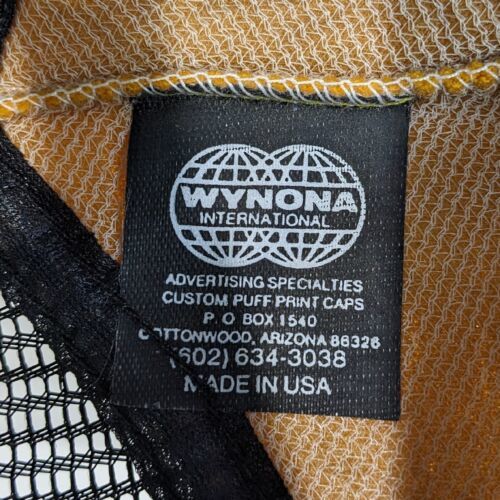 WYNONA
INTERNATIONAL
ADVERTISING SPECIALTIES
CUSTOM PUFF PRINT CAPS
P O BOX 1540
COTTONWOOD, ARIZONA 86326
(602) 634-3038
MADE IN USA